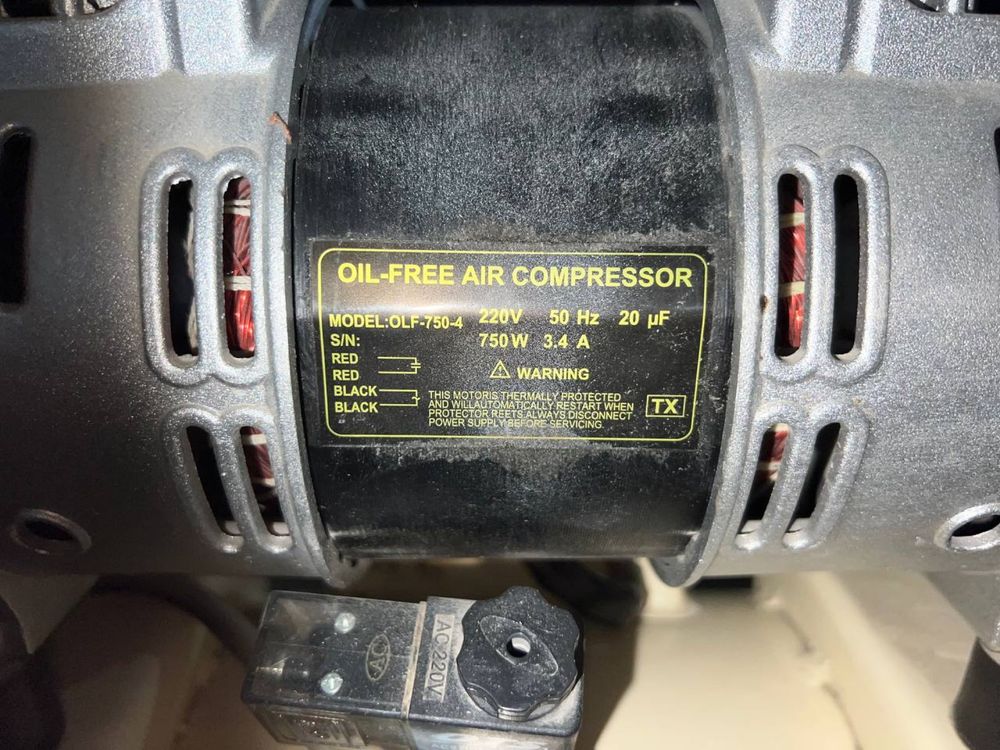 OIL-FREE AIR COMPRESSOR
MODEL:OLF-750-4 220V 50 Hz 20 µF
S/N: 750W 3.4 A
RED
RED
WARNING
BLACK
BLACK
THIS MOTORIS THERMALLY PROTECTED
AND WILLAUTOMATICALLY RESTART WHEN
PROTECTOR REETS.ALWAYS DISCONNECT
POWER SUPPLY BEFORE SERVICING.
TX
AC
AC220V